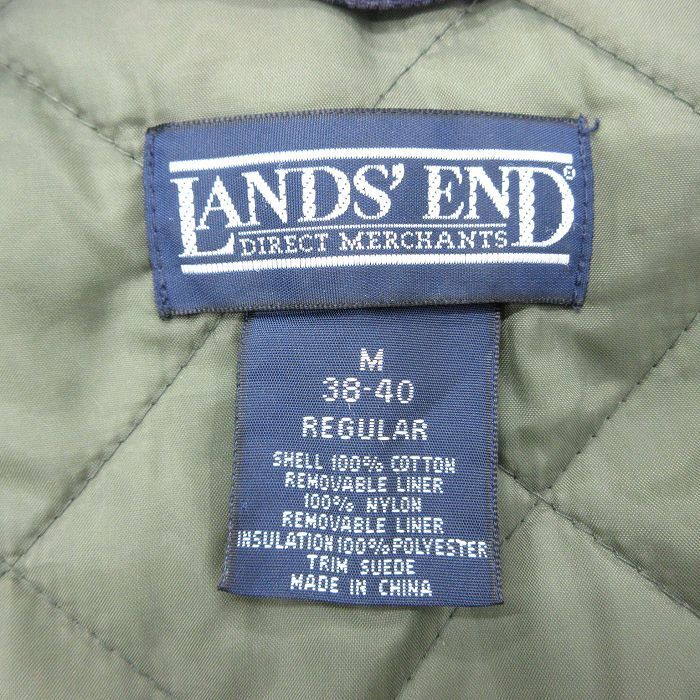 LANDS' END®
DIRECT MERCHANTS
M
38-40
REGULAR
SHELL 100% COTTON
REMOVABLE LINER
100% NYLON
REMOVABLE LINER
INSULATION 100% POLYESTER
TRIM SUEDE
MADE IN CHINA